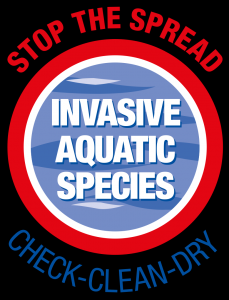 STOP THE SPREAD
INVASIVE
AQUATIC
SPECIES
CHECK-CLEAN-DRY